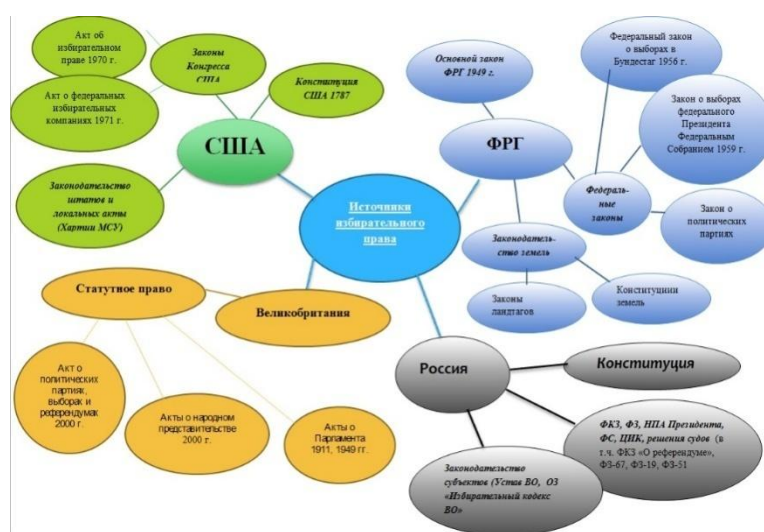 Акт об
избирательном
праве 1970 г.
Законы
Конгресса
США
Акт о федеральных
избирательных
компаниях 1971 г.
Конституция
США 1787
США
Законодательство
штатов и
локальных акты
(Хартии МСУ)
Источники
избирательного
права
Основной закон
ФРГ 1949 г.
ФРГ
Федеральный закон
о выборах в
Бундестаг 1956 г.
Закон о выборах
федерального
Президента
Федеральным
Собранием 1959 г.
Федераль-
ные
законы
Закон о
политических
партиях
Законодатель-
ство земель
Законы
ландтагов
Конституции
земель
Статутное право
Великобритания
Акт о
политических
партиях,
выборах и
референдумах
2000 г.
Акты о народном
представительстве
2000 г.
Акты о
Парламента
1911, 1949 гг.
Россия
Конституция
ФКЗ, ФЗ, НПА Президента,
ФС, ЦИК, решения судов (в
т.ч. ФКЗ «О референдуме»,
ФЗ-67, ФЗ-19, ФЗ-51
Законодательство
субъектов (Устав ВО, ОЗ
«Избирательный кодекс
ВО»